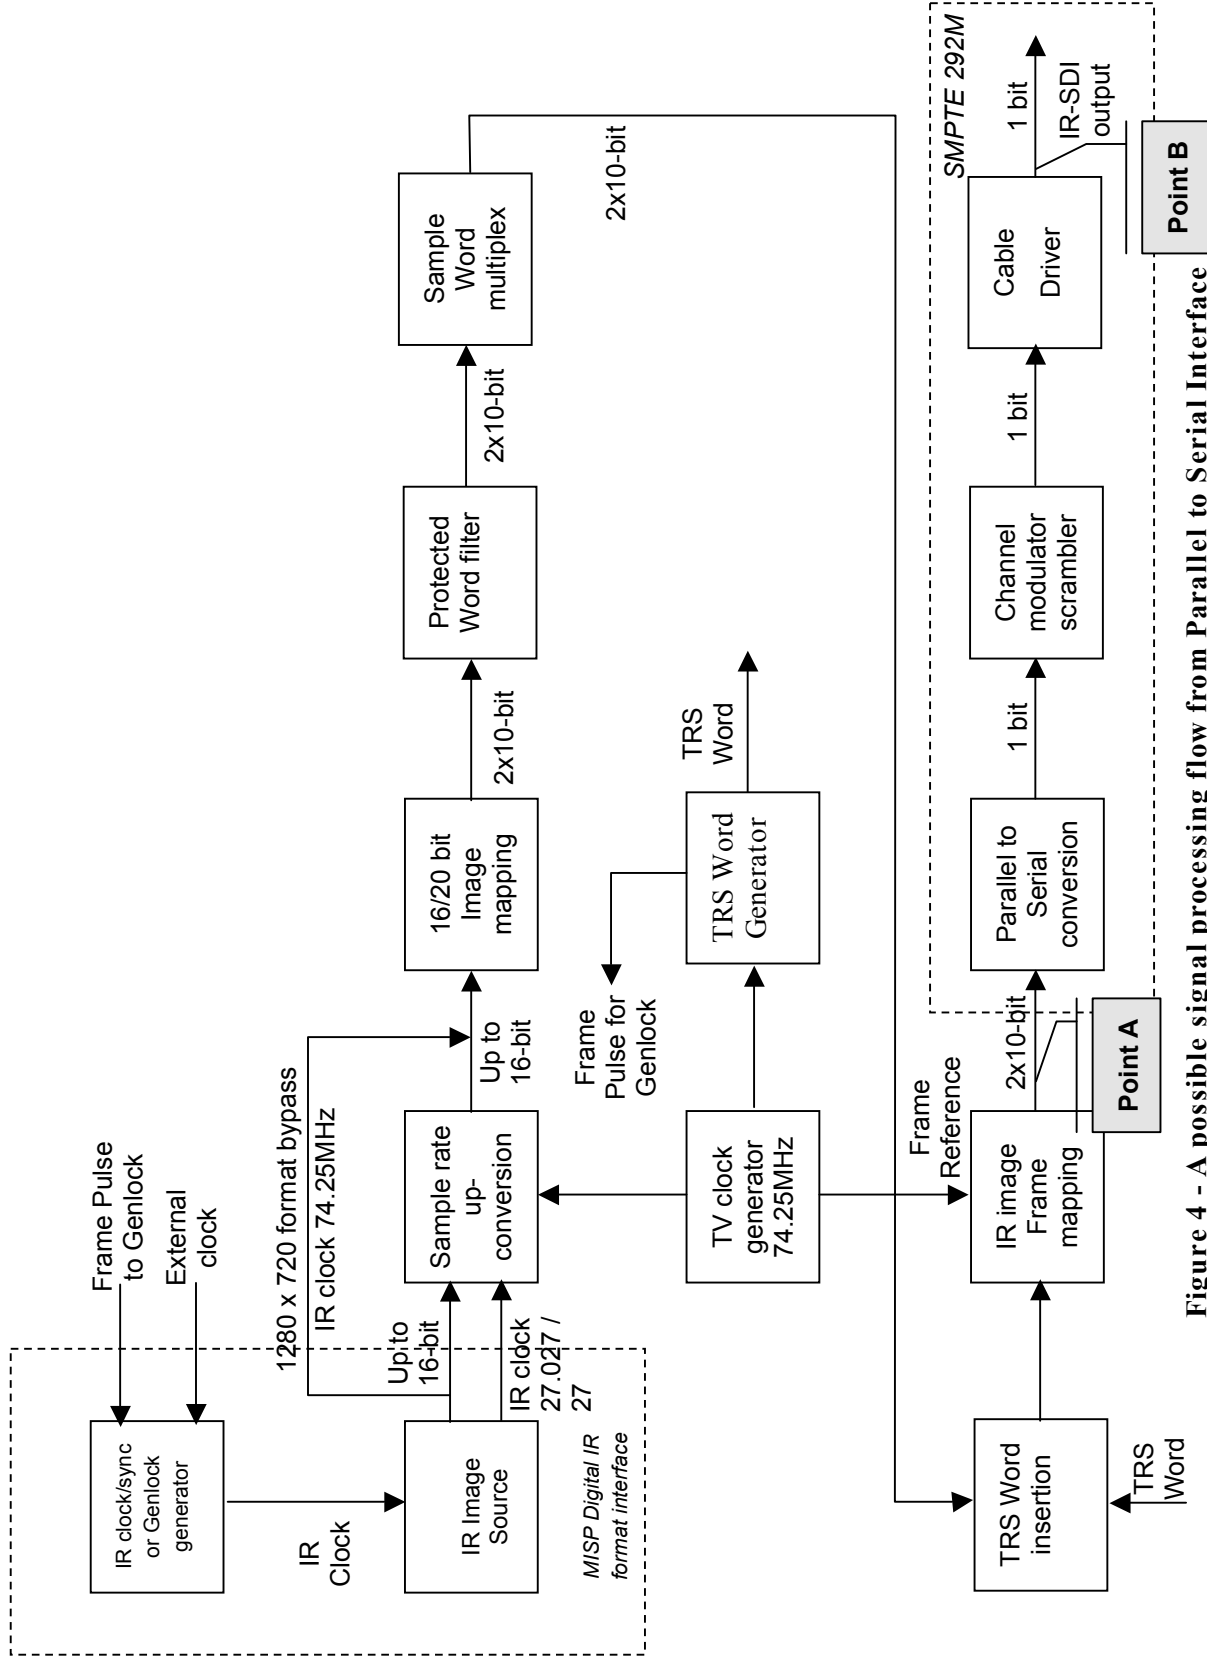 Frame Pulse
to Genlock
External
clock
IR clock/sync
or Genlock
generator
IR
Clock
IR Image
Source
MISP Digital IR
format interface
1280 x 720 format bypass
IR clock 74.25MHz
Up to
16-bit
IR clock
27.027 /
27
Sample rate
up-
conversion
Up to
16-bit
16/20 bit
Image
mapping
2x10-bit
Protected
Word filter
2x10-bit
Sample
Word
multiplex
2x10-bit
TV clock
generator
74.25MHz
Frame
Pulse for
Genlock
TRS Word
Generator
TRS
Word
Frame
Reference
TRS Word
insertion
TRS
Word
IR image
Frame
mapping
2x10-bit
Point A
Parallel to
Serial
conversion
1 bit
Channel
modulator
scrambler
1 bit
Cable
Driver
1 bit
IR-SDI
output
SMPTE 292M
Point B
Figure 4 - A possible signal processing flow from Parallel to Serial Interface